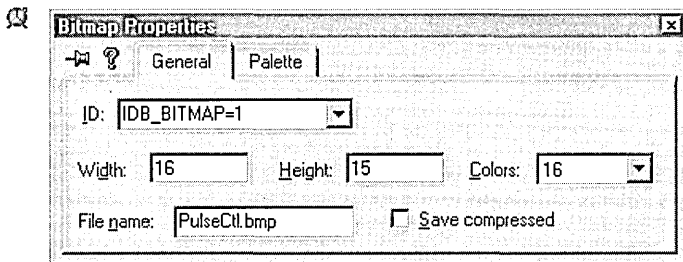 Bitmap Properties
General Palette
ID: IDB_BITMAP=1
Width: 16 Height: 15 Colors: 16
File name: PulseCtl.bmp Save compressed